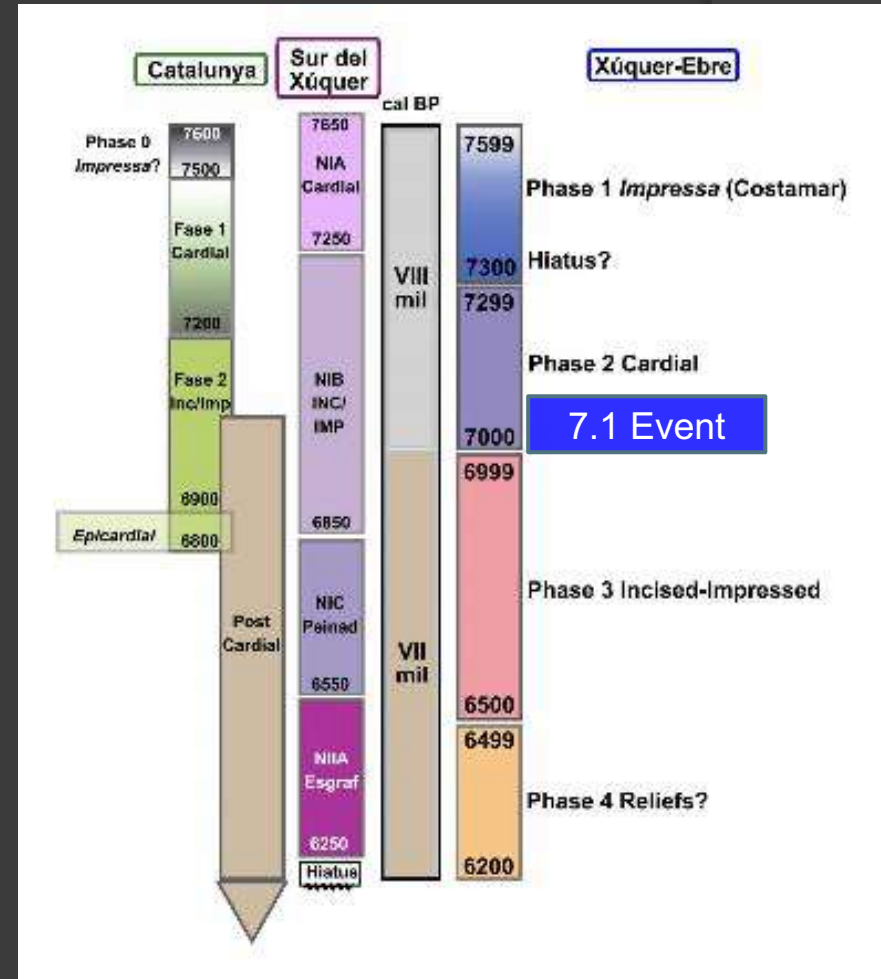 Catalunya
Sur del
Xúquer
Xúquer-Ebre
cal BP
Phase 0
Impressa?
7600
7500
Fase 1
Cardial
7200
Fase 2
Inc/Imp
6900
Epicardial
6800
Post
Cardial
7650
NIA
Cardial
7250
NIB
INC/
IMP
6850
NIC
Peinad
6550
NIIA
Esgraf
6250
Hiatus
VIII
mil
VII
mil
7599
Phase 1 Impressa (Costamar)
7300
Hiatus?
7299
Phase 2 Cardial
7.1 Event
7000
6999
Phase 3 Incised-Impressed
6500
6499
Phase 4 Reliefs?
6200